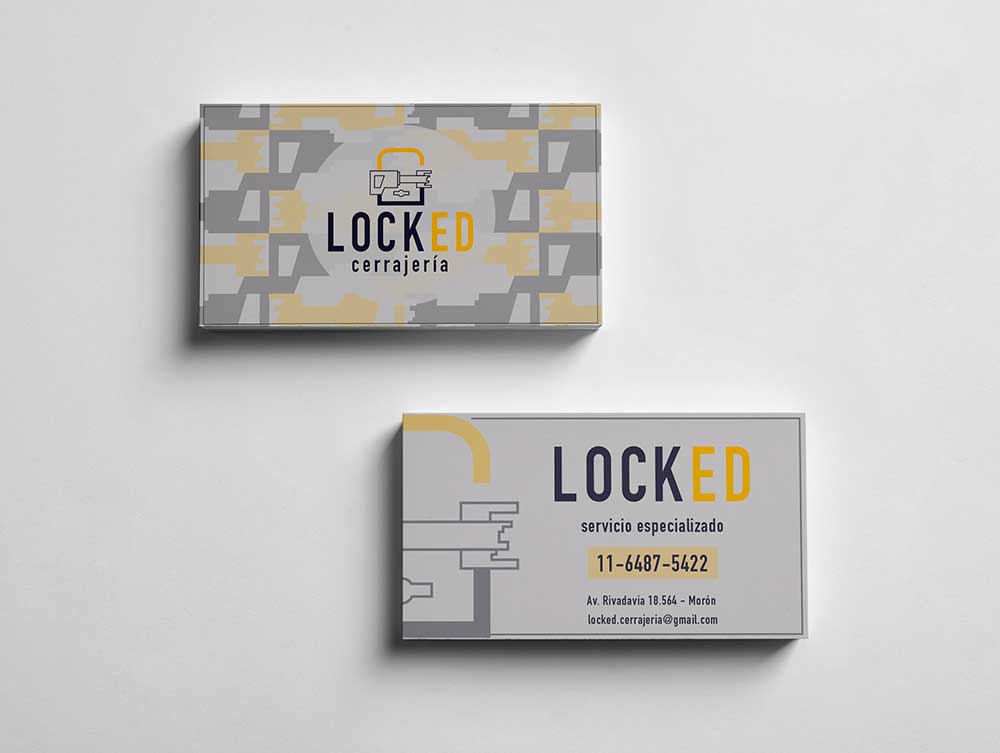 LOCKED
cerrajería
LOCKED
servicio especializado
11-6487-5422
Av. Rivadavia 18.564 - Morón
locked.cerrajeria@gmail.com